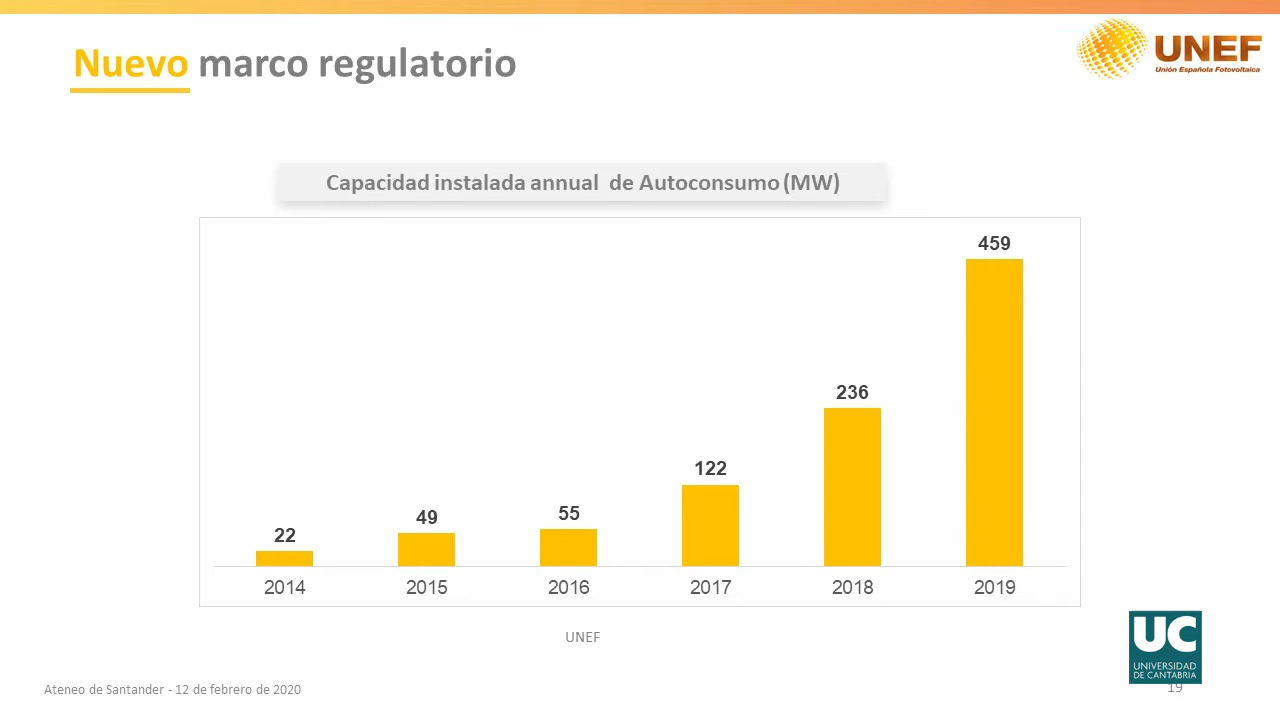 Nuevo marco regulatorio
UNEF
Unión Española Fotovoltaica
Capacidad instalada annual de Autoconsumo (MW)
459
236
122
55
49
22
2014 2015 2016 2017 2018 2019
UNEF
UC
UNIVERSIDAD
DE CANTABRIA
Ateneo de Santander - 12 de febrero de 2020
19